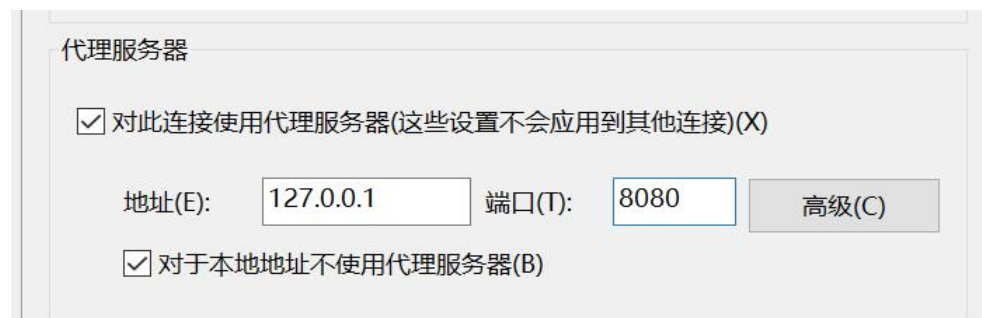 代理服务器
对此连接使用代理服务器(这些设置不会应用到其他连接)(X)
地址(E): 127.0.0.1 端口(T): 8080 高级(C)
对于本地地址不使用代理服务器(B)